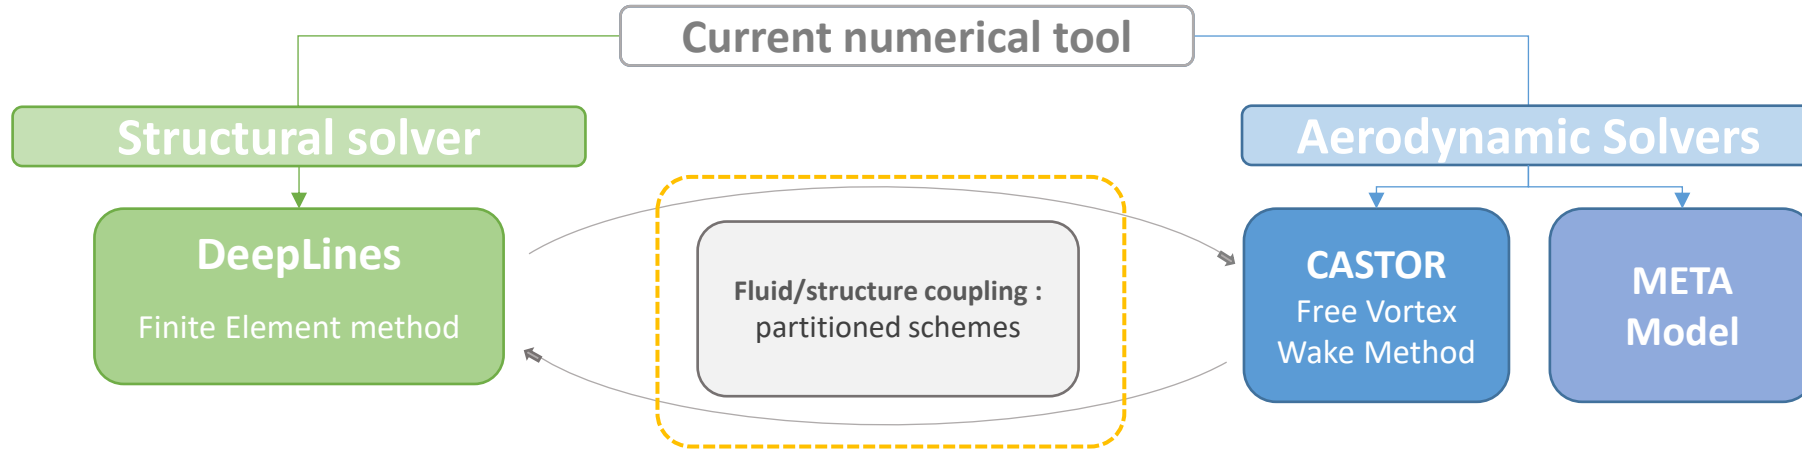 Current numerical tool
Structural solver
Aerodynamic Solvers
DeepLines
Finite Element method
Fluid/structure coupling :
partitioned schemes
CASTOR
Free Vortex
Wake Method
META
Model